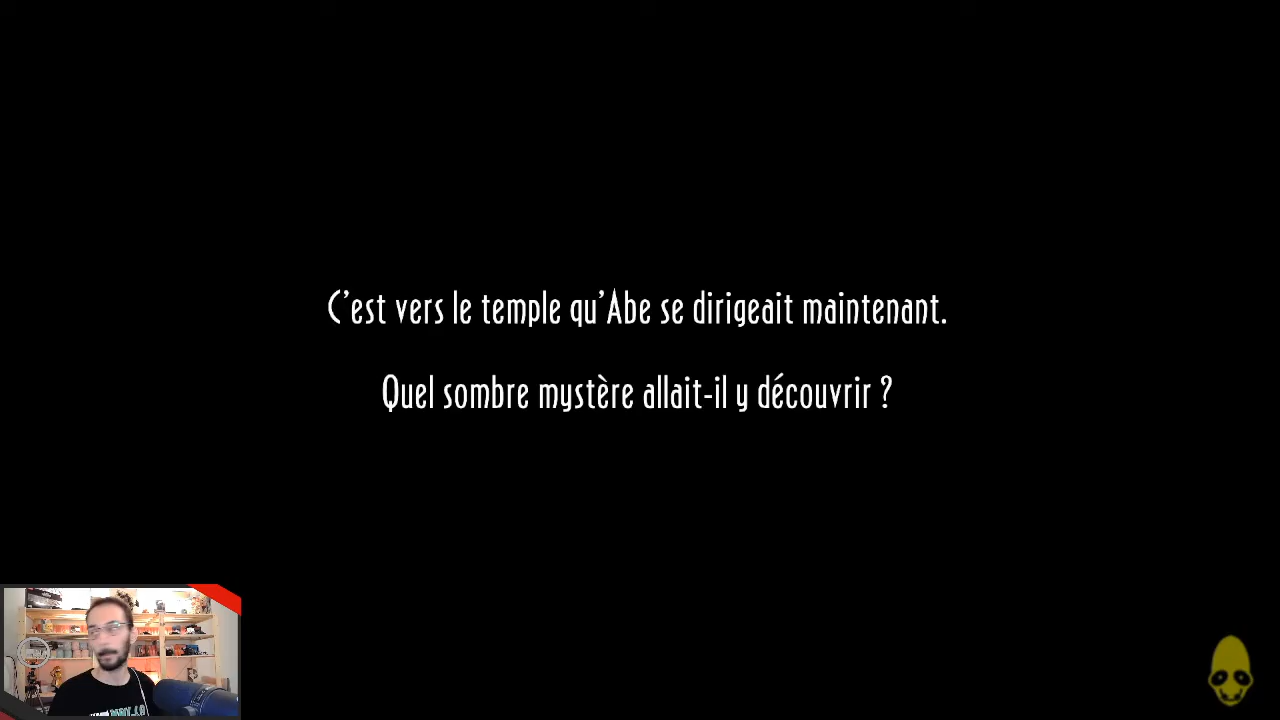 C'est vers le temple qu'Abe se dirigeait maintenant.
Quel sombre mystère allait-il y découvrir ?